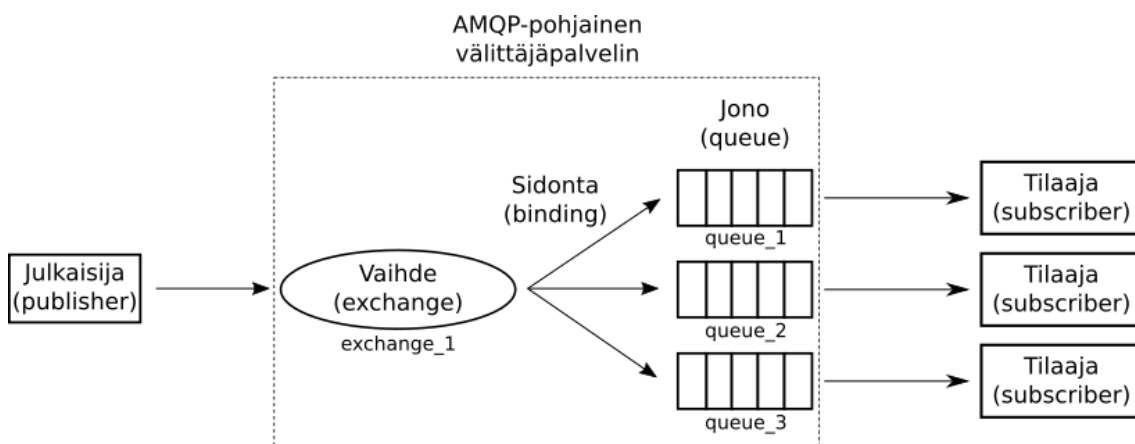 AMQP-pohjainen
välittäjäpalvelin
Jono
(queue)
Sidonta
(binding)
queue_1
Tilaaja
(subscriber)
Julkaisija
(publisher)
Vaihde
(exchange)
exchange_1
queue_2
Tilaaja
(subscriber)
queue_3
Tilaaja
(subscriber)